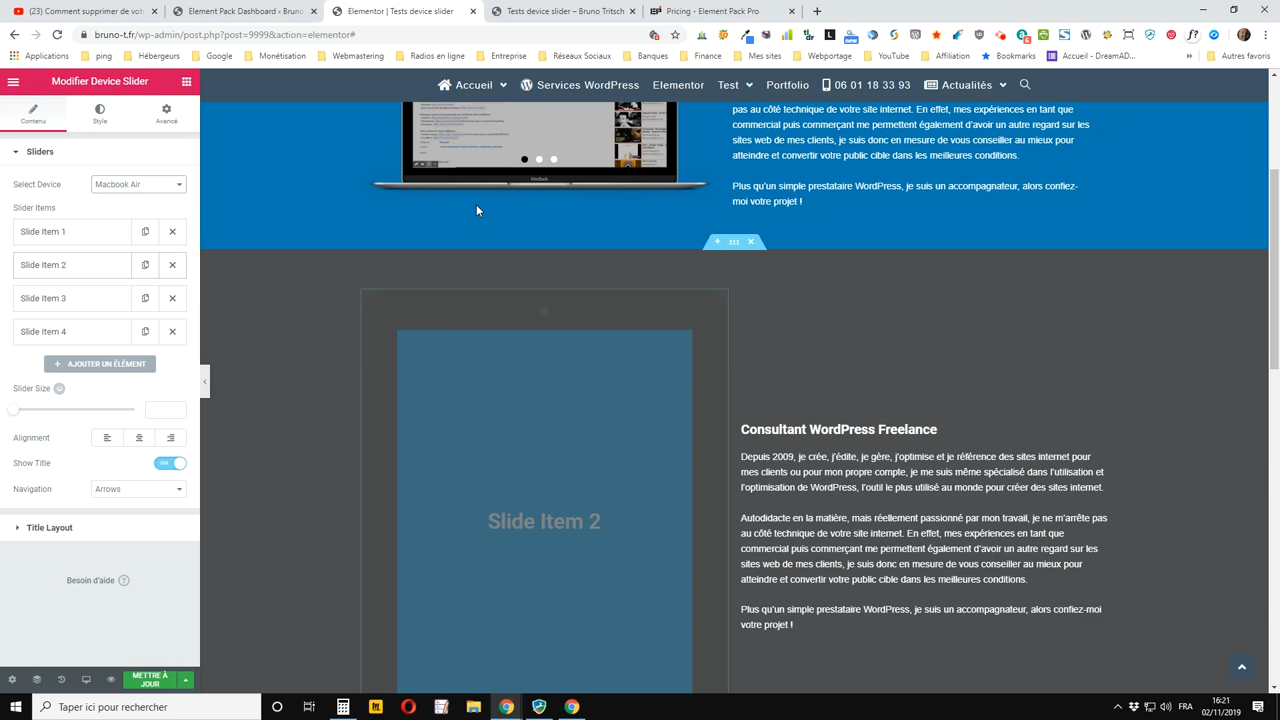 (23) Comment créer votr
Element Pack Dashboard ‹ Bruno
Elementor | Tests device slider
Tests device slider – Bruno Tritsch
Pricing - Element Pack Pro
bruno-t.fr/wp-admin/post.php?post=9999&action=elementor#
Applications
ping
Hebergeurs
Google
Monétisation
Webmastering
Radios en ligne
Entreprise
Réseaux Sociaux
Banques
Finance
Mes sites
Webportage
YouTube
Affiliation
Bookmarks
Accueil – DreamAD...
»
Autres favoris
Modifier Device Slider
Accueil
Services WordPress
Elementor
Test
Portfolio
06 01 18 33 93
Actualités
Contenu
Style
Avancé
Sliders
Select Device
Macbook Air
Slider Items
Slide Item 1
Slide Item 2
Slide Item 3
Slide Item 4
AJOUTER UN ÉLÉMENT
Slider Size
Alignment
Show Title
Navigation
Arrows
Title Layout
Besoin d'aide ?
METTRE À
JOUR
MacBook
pas au côté technique de votre site internet. En effet, mes expériences en tant que
commercial puis commerçant me permettent également d'avoir un autre regard sur les
sites web de mes clients, je suis donc en mesure de vous conseiller au mieux pour
atteindre et convertir votre public cible dans les meilleures conditions.
Plus qu'un simple prestataire WordPress, je suis un accompagnateur, alors confiez-
moi votre projet !
Slide Item 2
Consultant WordPress Freelance
Depuis 2009, je crée, j'édite, je gère, j'optimise et je référence des sites internet pour
mes clients ou pour mon propre compte, je me suis même spécialisé dans l'utilisation et
l'optimisation de WordPress, l'outil le plus utilisé au monde pour créer des sites internet.
Autodidacte en la matière, mais réellement passionné par mon travail, je ne m'arrête pas
au côté technique de votre site internet. En effet, mes expériences en tant que
commercial puis commerçant me permettent également d'avoir un autre regard sur les
sites web de mes clients, je suis donc en mesure de vous conseiller au mieux pour
atteindre et convertir votre public cible dans les meilleures conditions.
Plus qu'un simple prestataire WordPress, je suis un accompagnateur, alors confiez-moi
votre projet !
Taper ici pour rechercher
FRA
16:21
02/11/2019